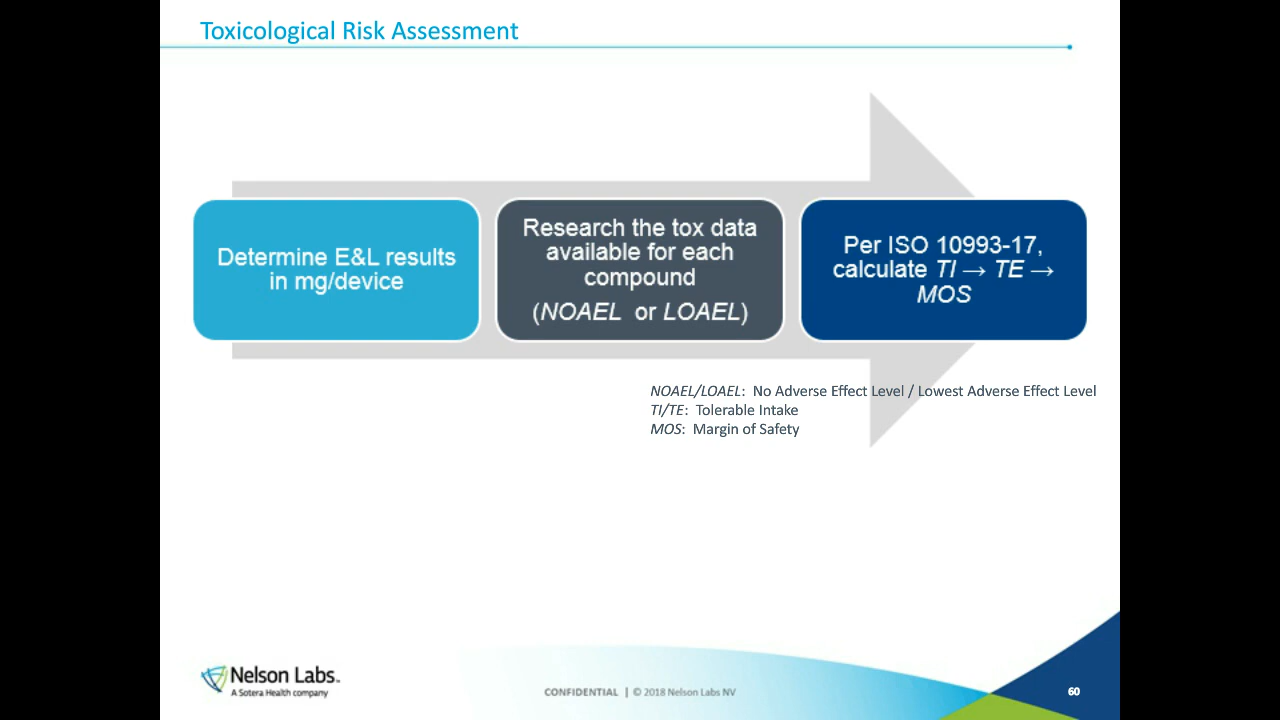 Toxicological Risk Assessment
Determine E&L results
in mg/device
Research the tox data
available for each
compound
(NOAEL or LOAEL)
Per ISO 10993-17,
calculate TI → TE →
MOS
NOAEL/LOAEL: No Adverse Effect Level / Lowest Adverse Effect Level
TI/TE: Tolerable Intake
MOS: Margin of Safety
Nelson Labs™
A Sotera Health company
CONFIDENTIAL | © 2018 Nelson Labs NV
60